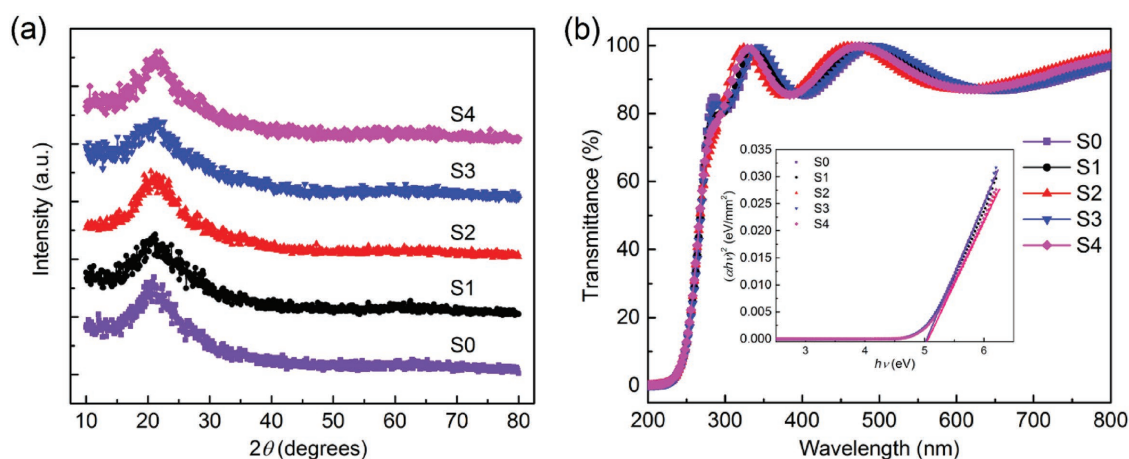 (a)
Intensity (a.u.)
S4
S3
S2
S1
S0
10 20 30 40 50 60 70 80
2θ (degrees)
(b)
Transmittance (%)
100
80
60
40
20
0
200 300 400 500 600 700 800
Wavelength (nm)
S0
S1
S2
S3
S4
(αhν)² (eV/mm²)
0.035
0.030
0.025
0.020
0.015
0.010
0.005
0.000
S0
S1
S2
S3
S4
3 4 5 6
hν (eV)